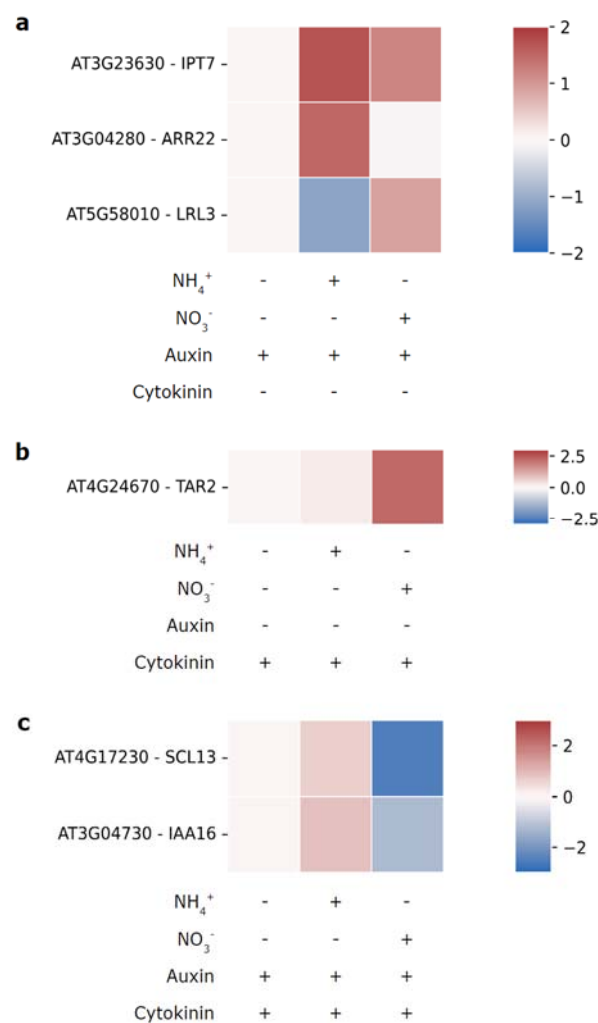 a
AT3G23630 - IPT7
AT3G04280 - ARR22
AT5G58010 - LRL3
2
1
0
−1
−2
NH₄⁺ - + -
NO₃⁻ - - +
Auxin + + +
Cytokinin - - -
b
AT4G24670 - TAR2
2.5
0.0
−2.5
NH₄⁺ - + -
NO₃⁻ - - +
Auxin - - -
Cytokinin + + +
c
AT4G17230 - SCL13
AT3G04730 - IAA16
2
0
−2
NH₄⁺ - + -
NO₃⁻ - - +
Auxin + + +
Cytokinin + + +